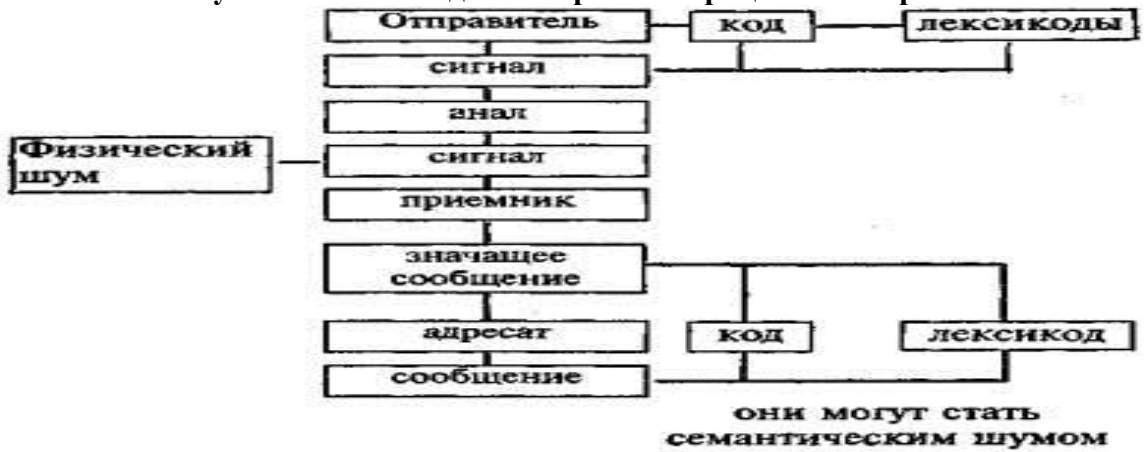 Отправитель код лексикоды
сигнал
анал
сигнал
Физический
шум
приемник
значащее
сообщение
адресат код лексикод
сообщение
они могут стать
семантическим шумом